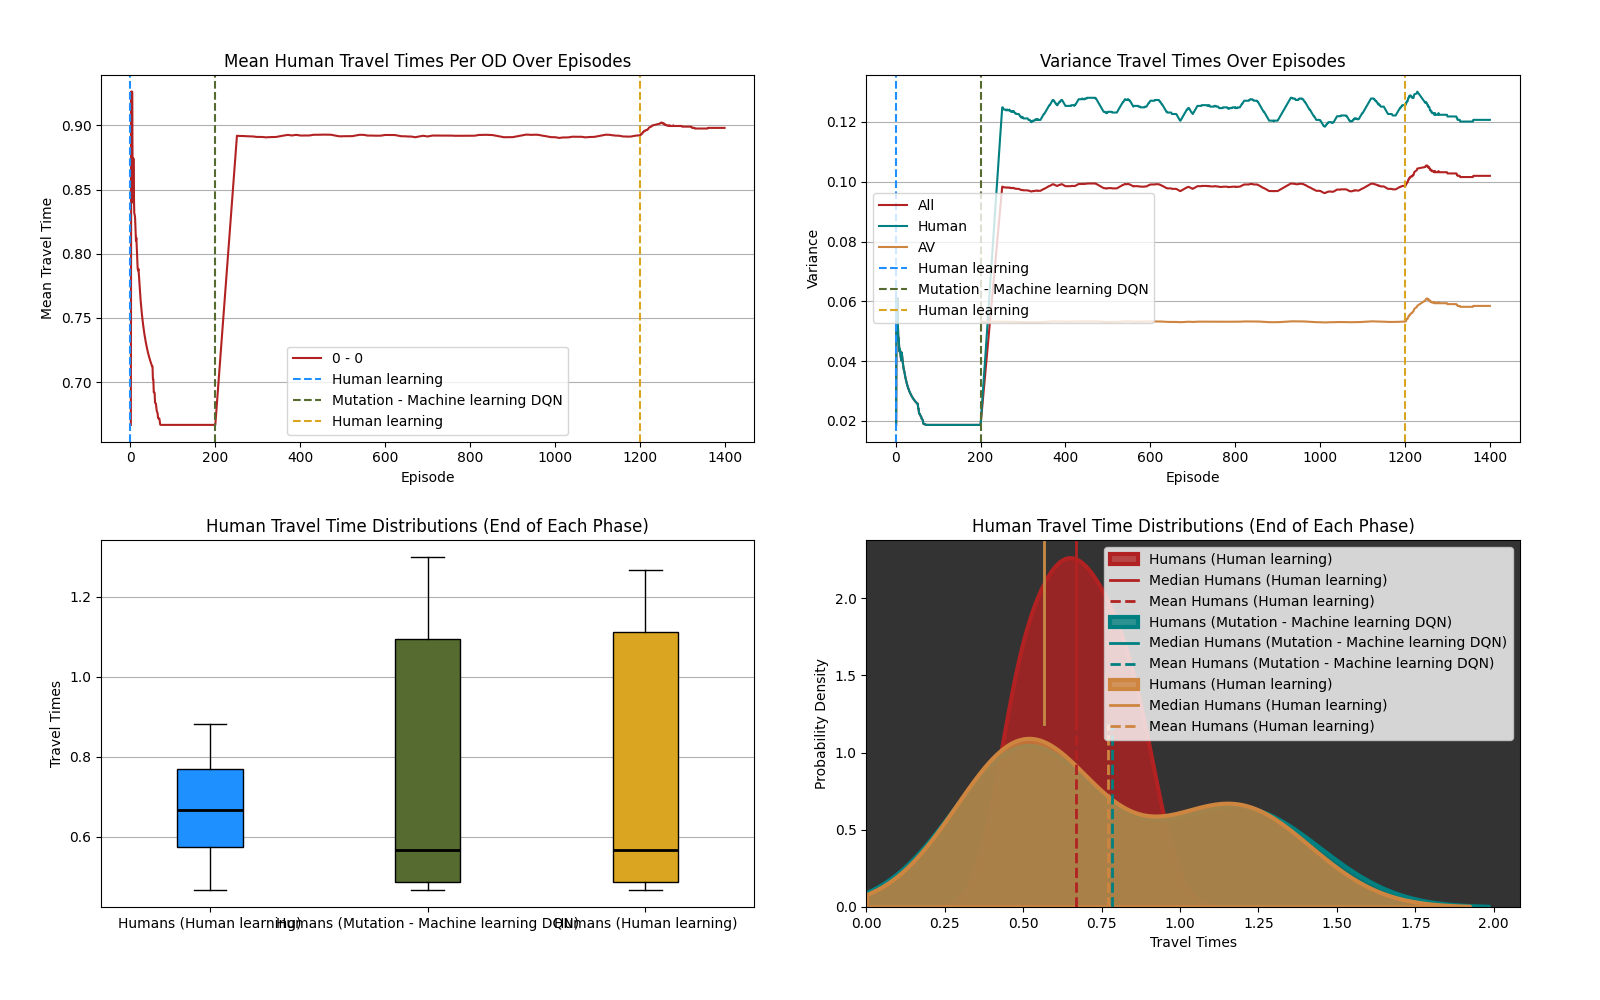 Mean Human Travel Times Per OD Over Episodes
Mean Travel Time
0.90
0.85
0.80
0.75
0.70
0 - 0
Human learning
Mutation - Machine learning DQN
Human learning
0 200 400 600 800 1000 1200 1400
Episode
Variance Travel Times Over Episodes
Variance
0.12
0.10
0.08
0.06
0.04
0.02
All
Human
AV
Human learning
Mutation - Machine learning DQN
Human learning
0 200 400 600 800 1000 1200 1400
Episode
Human Travel Time Distributions (End of Each Phase)
Travel Times
1.2
1.0
0.8
0.6
Humans (Human learning) Humans (Mutation - Machine learning DQN) Humans (Human learning)
Human Travel Time Distributions (End of Each Phase)
Probability Density
2.0
1.5
1.0
0.5
0.0
Humans (Human learning)
Median Humans (Human learning)
Mean Humans (Human learning)
Humans (Mutation - Machine learning DQN)
Median Humans (Mutation - Machine learning DQN)
Mean Humans (Mutation - Machine learning DQN)
Humans (Human learning)
Median Humans (Human learning)
Mean Humans (Human learning)
0.00 0.25 0.50 0.75 1.00 1.25 1.50 1.75 2.00
Travel Times